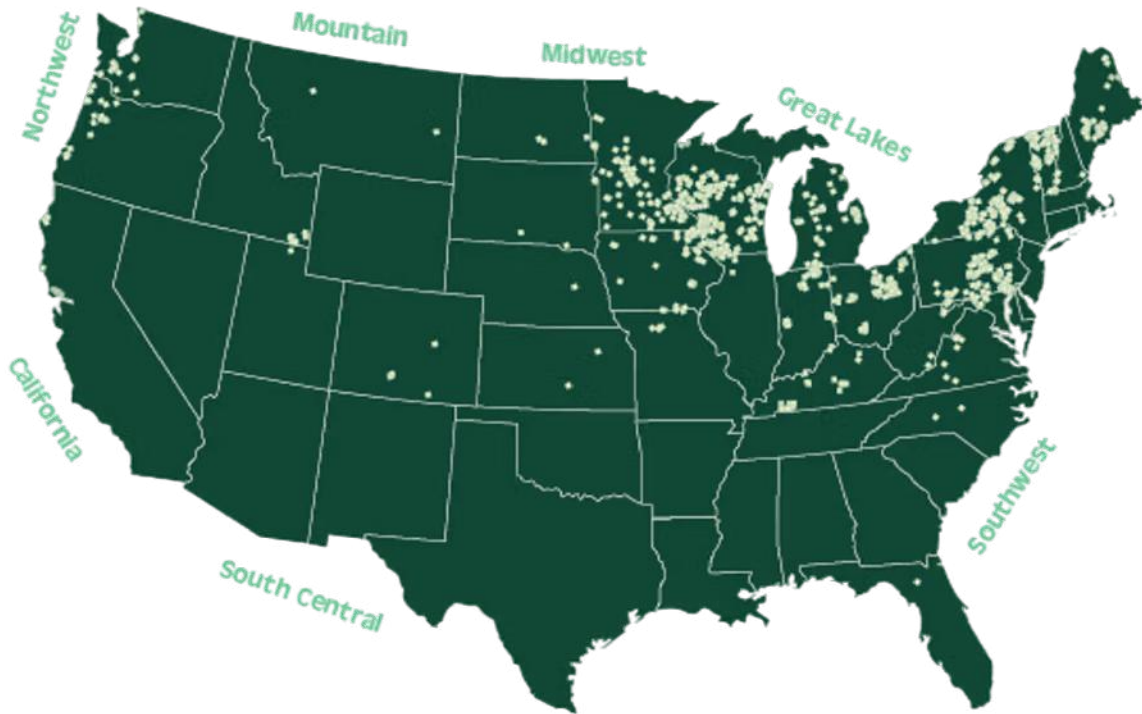 Northwest
Mountain
Midwest
Great Lakes
California
South Central
Southwest